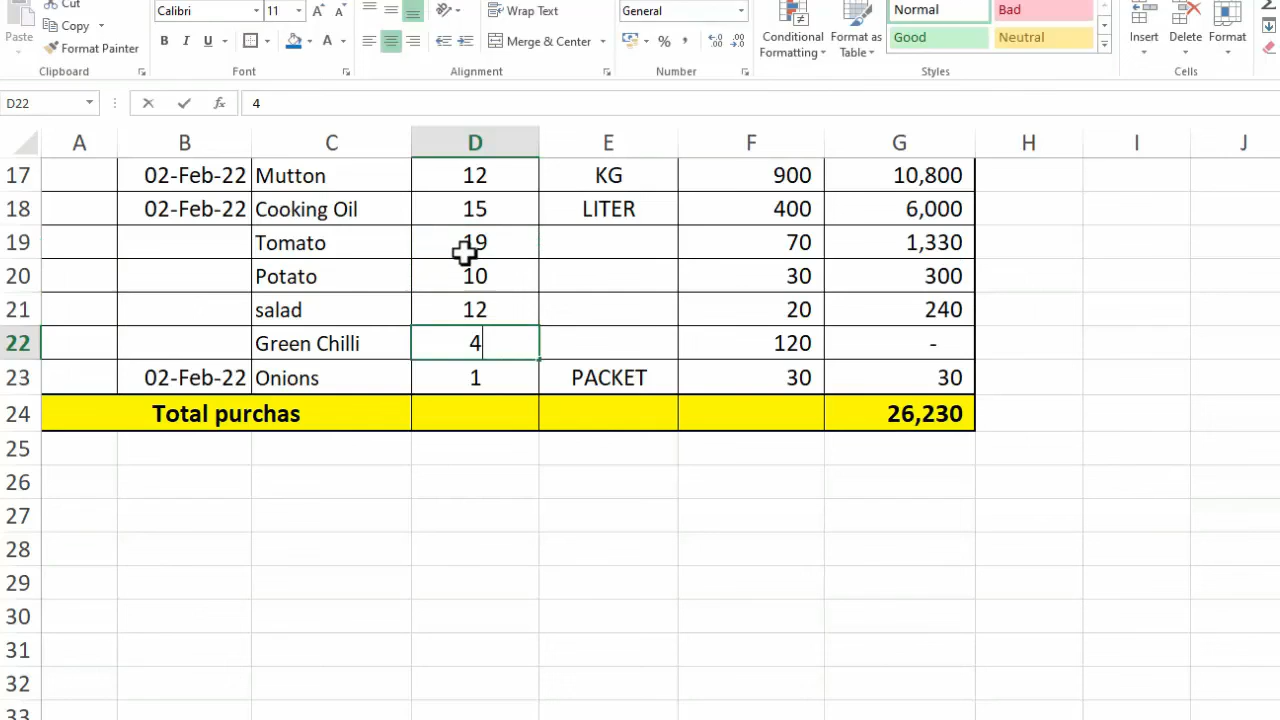 Cut
Calibri 11 A A Wrap Text General Normal Bad
Paste Copy Conditional Format as Good Neutral Insert Delete Format
Format Painter B I U A Merge & Center % , Formatting Table
Clipboard Font Alignment Number Styles Cells
D22 fx 4
A B C D E F G H I J
17 02-Feb-22 Mutton 12 KG 900 10,800
18 02-Feb-22 Cooking Oil 15 LITER 400 6,000
19 Tomato 19 70 1,330
20 Potato 10 30 300
21 salad 12 20 240
22 Green Chilli 4 120 -
23 02-Feb-22 Onions 1 PACKET 30 30
24 Total purchas 26,230
25
26
27
28
29
30
31
32
33